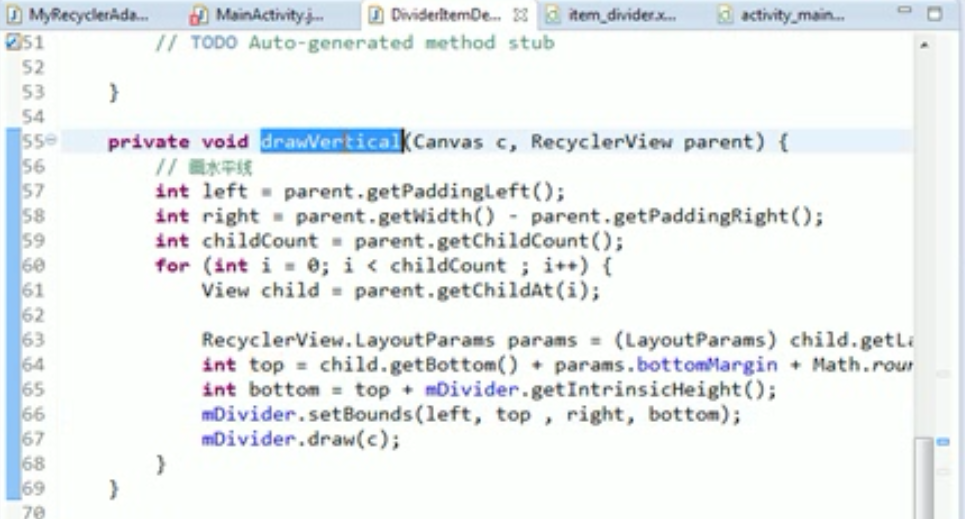 MyRecyclerAda...
MainActivity.j...
DividerItemDe...
item_divider.x...
activity_main...
51 // TODO Auto-generated method stub
52
53 }
54
55 private void drawVertical(Canvas c, RecyclerView parent) {
56 // 画水平线
57 int left = parent.getPaddingLeft();
58 int right = parent.getWidth() - parent.getPaddingRight();
59 int childCount = parent.getChildCount();
60 for (int i = 0; i < childCount ; i++) {
61 View child = parent.getChildAt(i);
62
63 RecyclerView.LayoutParams params = (LayoutParams) child.getLa
64 int top = child.getBottom() + params.bottomMargin + Math.roun
65 int bottom = top + mDivider.getIntrinsicHeight();
66 mDivider.setBounds(left, top , right, bottom);
67 mDivider.draw(c);
68 }
69 }
70